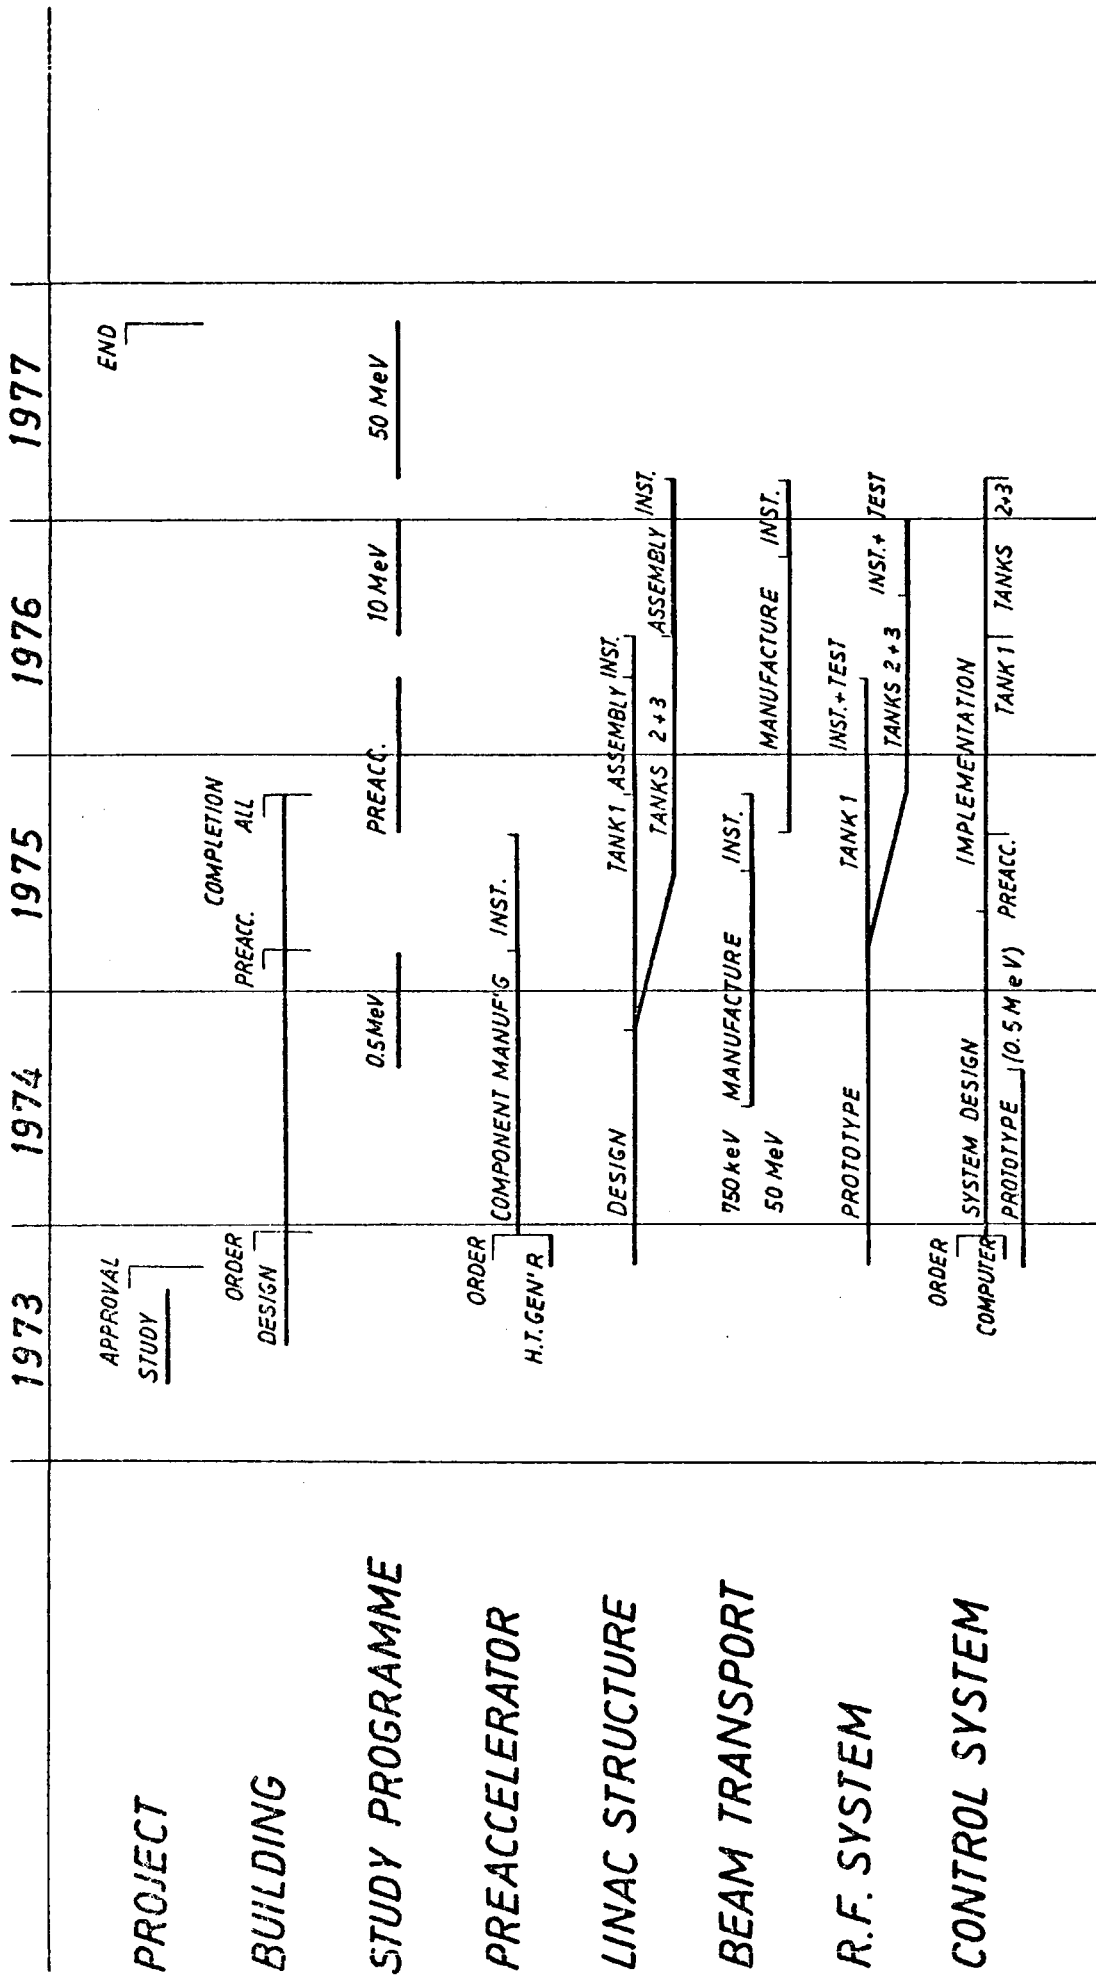 1973 1974 1975 1976 1977
PROJECT
APPROVAL
END
STUDY
BUILDING
COMPLETION
ORDER
PREACC.
ALL
DESIGN
STUDY PROGRAMME
0.5 MeV
PREACC.
10 MeV
50 MeV
PREACCELERATOR
ORDER
COMPONENT MANUF'G
INST.
H.T. GEN'R
LINAC STRUCTURE
DESIGN
TANK 1
ASSEMBLY
INST.
TANKS 2+3
ASSEMBLY
INST.
BEAM TRANSPORT
750 keV
MANUFACTURE
INST.
50 MeV
MANUFACTURE
INST.
R.F. SYSTEM
PROTOTYPE
TANK 1
INST.+TEST
TANKS 2+3
INST.+ TEST
CONTROL SYSTEM
ORDER
SYSTEM DESIGN
IMPLEMENTATION
COMPUTER
PROTOTYPE
(0.5 MeV)
PREACC.
TANK 1
TANKS 2+3